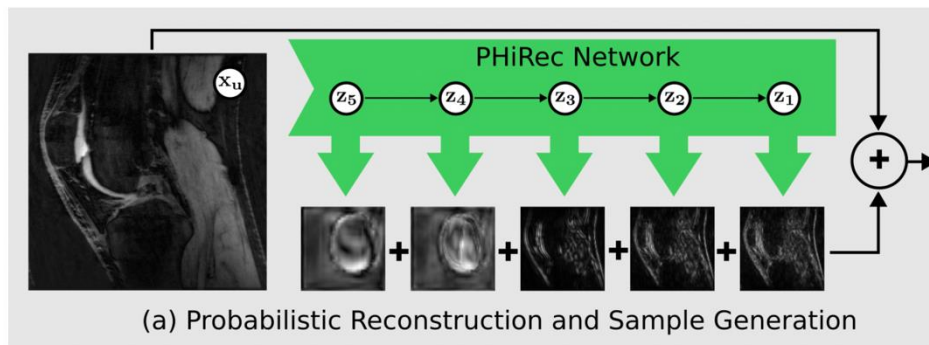 PHiRec Network
x_u
z_5 z_4 z_3 z_2 z_1
+
+ + + +
(a) Probabilistic Reconstruction and Sample Generation